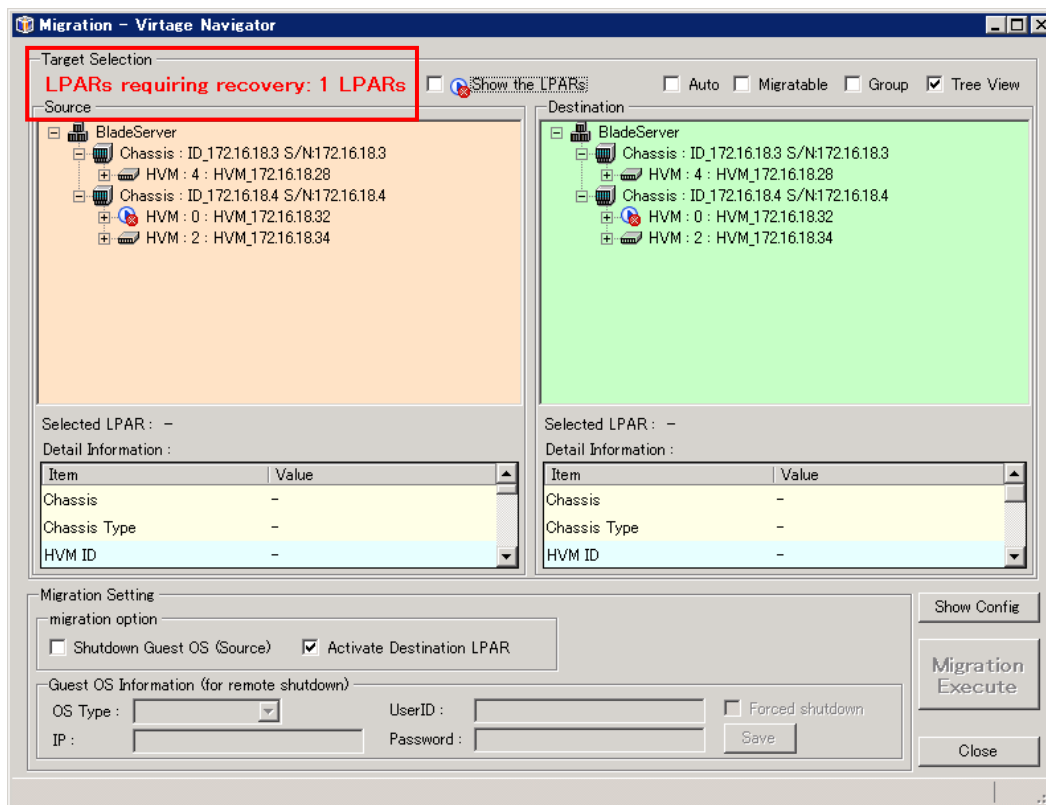 Migration - Virtage Navigator
Target Selection
LPARs requiring recovery: 1 LPARs
Show the LPARs
Auto
Migratable
Group
Tree View
Source
BladeServer
Chassis : ID_172.16.18.3 S/N:172.16.18.3
HVM : 4 : HVM_172.16.18.28
Chassis : ID_172.16.18.4 S/N:172.16.18.4
HVM : 0 : HVM_172.16.18.32
HVM : 2 : HVM_172.16.18.34
Selected LPAR : -
Detail Information :
Item Value
Chassis -
Chassis Type -
HVM ID -
Destination
BladeServer
Chassis : ID_172.16.18.3 S/N:172.16.18.3
HVM : 4 : HVM_172.16.18.28
Chassis : ID_172.16.18.4 S/N:172.16.18.4
HVM : 0 : HVM_172.16.18.32
HVM : 2 : HVM_172.16.18.34
Selected LPAR : -
Detail Information :
Item Value
Chassis -
Chassis Type -
HVM ID -
Migration Setting
migration option
Shutdown Guest OS (Source)
Activate Destination LPAR
Guest OS Information (for remote shutdown)
OS Type :
UserID :
Forced shutdown
IP :
Password :
Save
Show Config
Migration
Execute
Close